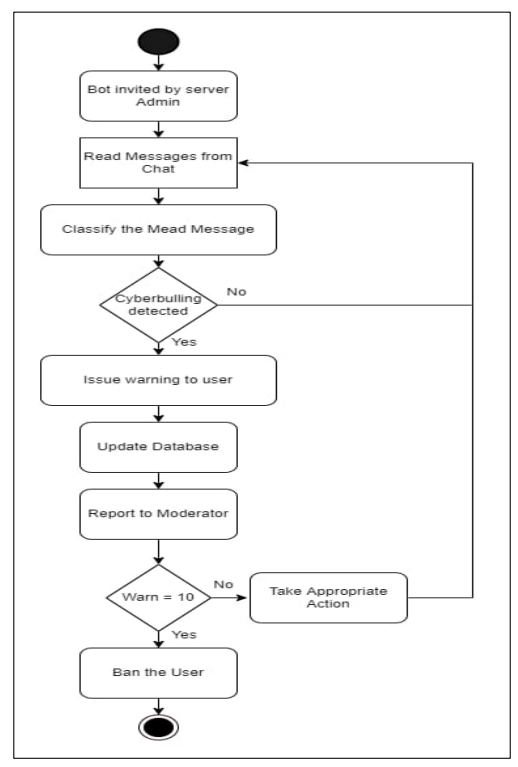 Bot invited by server
Admin
Read Messages from
Chat
Classify the Mead Message
Cyberbulling
detected
No
Yes
Issue warning to user
Update Database
Report to Moderator
Warn = 10
No
Take Appropriate
Action
Yes
Ban the User